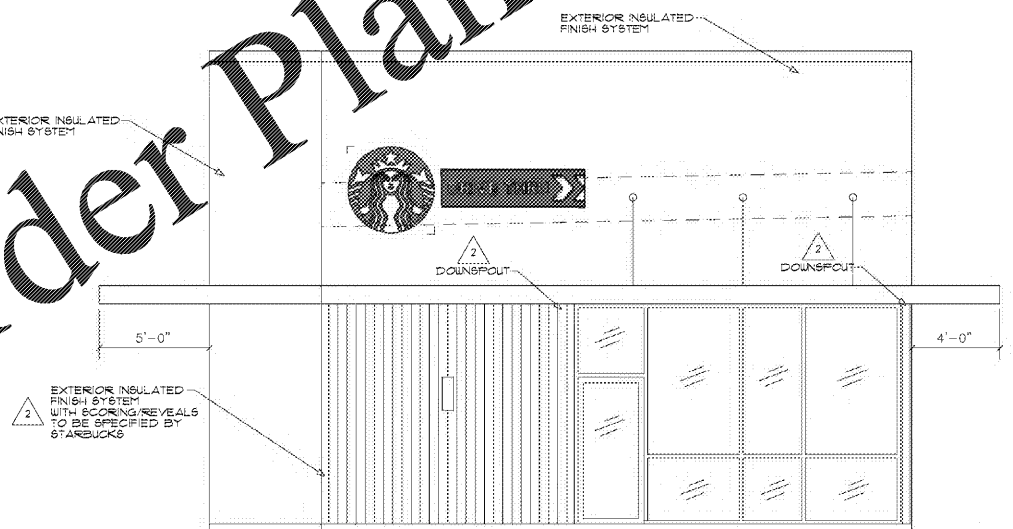 EXTERIOR INSULATED
FINISH SYSTEM
der Plan
XTERIOR INSULATED
NISH SYSTEM
2
DOWNSPOUT
2
DOWNSPOUT
5'-0"
4'-0"
EXTERIOR INSULATED
FINISH SYSTEM
2
WITH SCORING/REVEALS
TO BE SPECIFIED BY
STARBUCKS